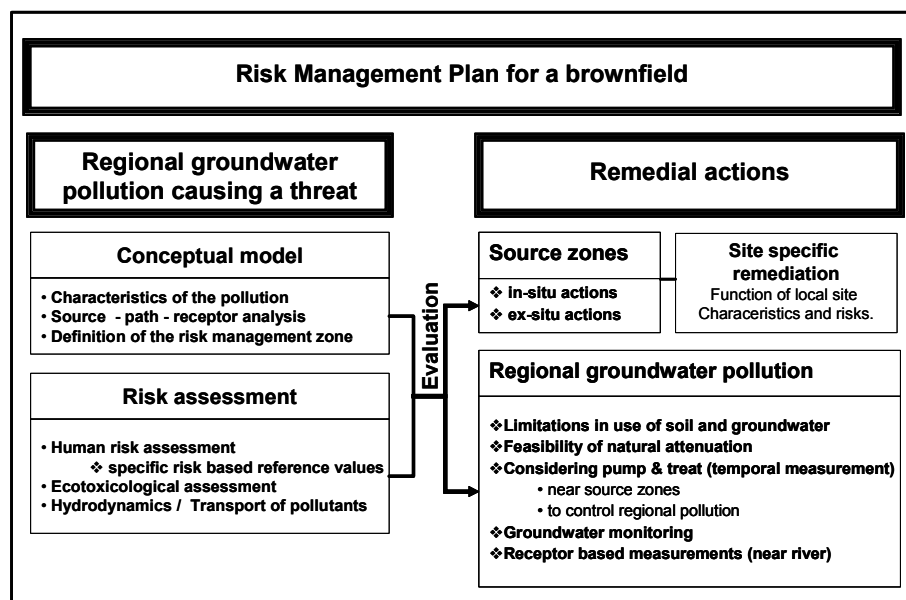 Risk Management Plan for a brownfield
Regional groundwater
pollution causing a threat
Conceptual model
• Characteristics of the pollution
• Source - path - receptor analysis
• Definition of the risk management zone
Risk assessment
• Human risk assessment
❖ specific risk based reference values
• Ecotoxicological assessment
• Hydrodynamics / Transport of pollutants
Evaluation
Remedial actions
Source zones
❖ in-situ actions
❖ ex-situ actions
Site specific
remediation
Function of local site
Characeristics and risks.
Regional groundwater pollution
❖Limitations in use of soil and groundwater
❖Feasibility of natural attenuation
❖Considering pump & treat (temporal measurement)
• near source zones
• to control regional pollution
❖Groundwater monitoring
❖Receptor based measurements (near river)